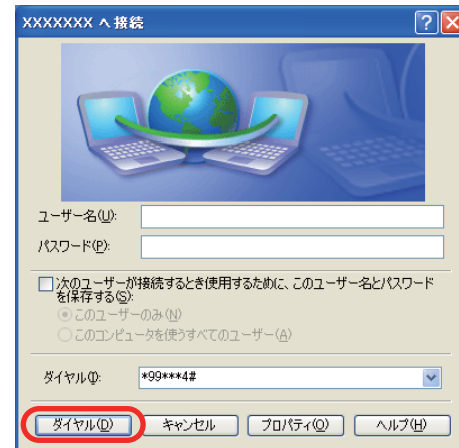 XXXXXXX へ接続
ユーザー名(U):
パスワード(P):
次のユーザーが接続するとき使用するために、このユーザー名とパスワード
を保存する(S):
このユーザーのみ(N)
このコンピュータを使うすべてのユーザー(A)
ダイヤル(I): *99***4#
ダイヤル(D) キャンセル プロパティ(O) ヘルプ(H)